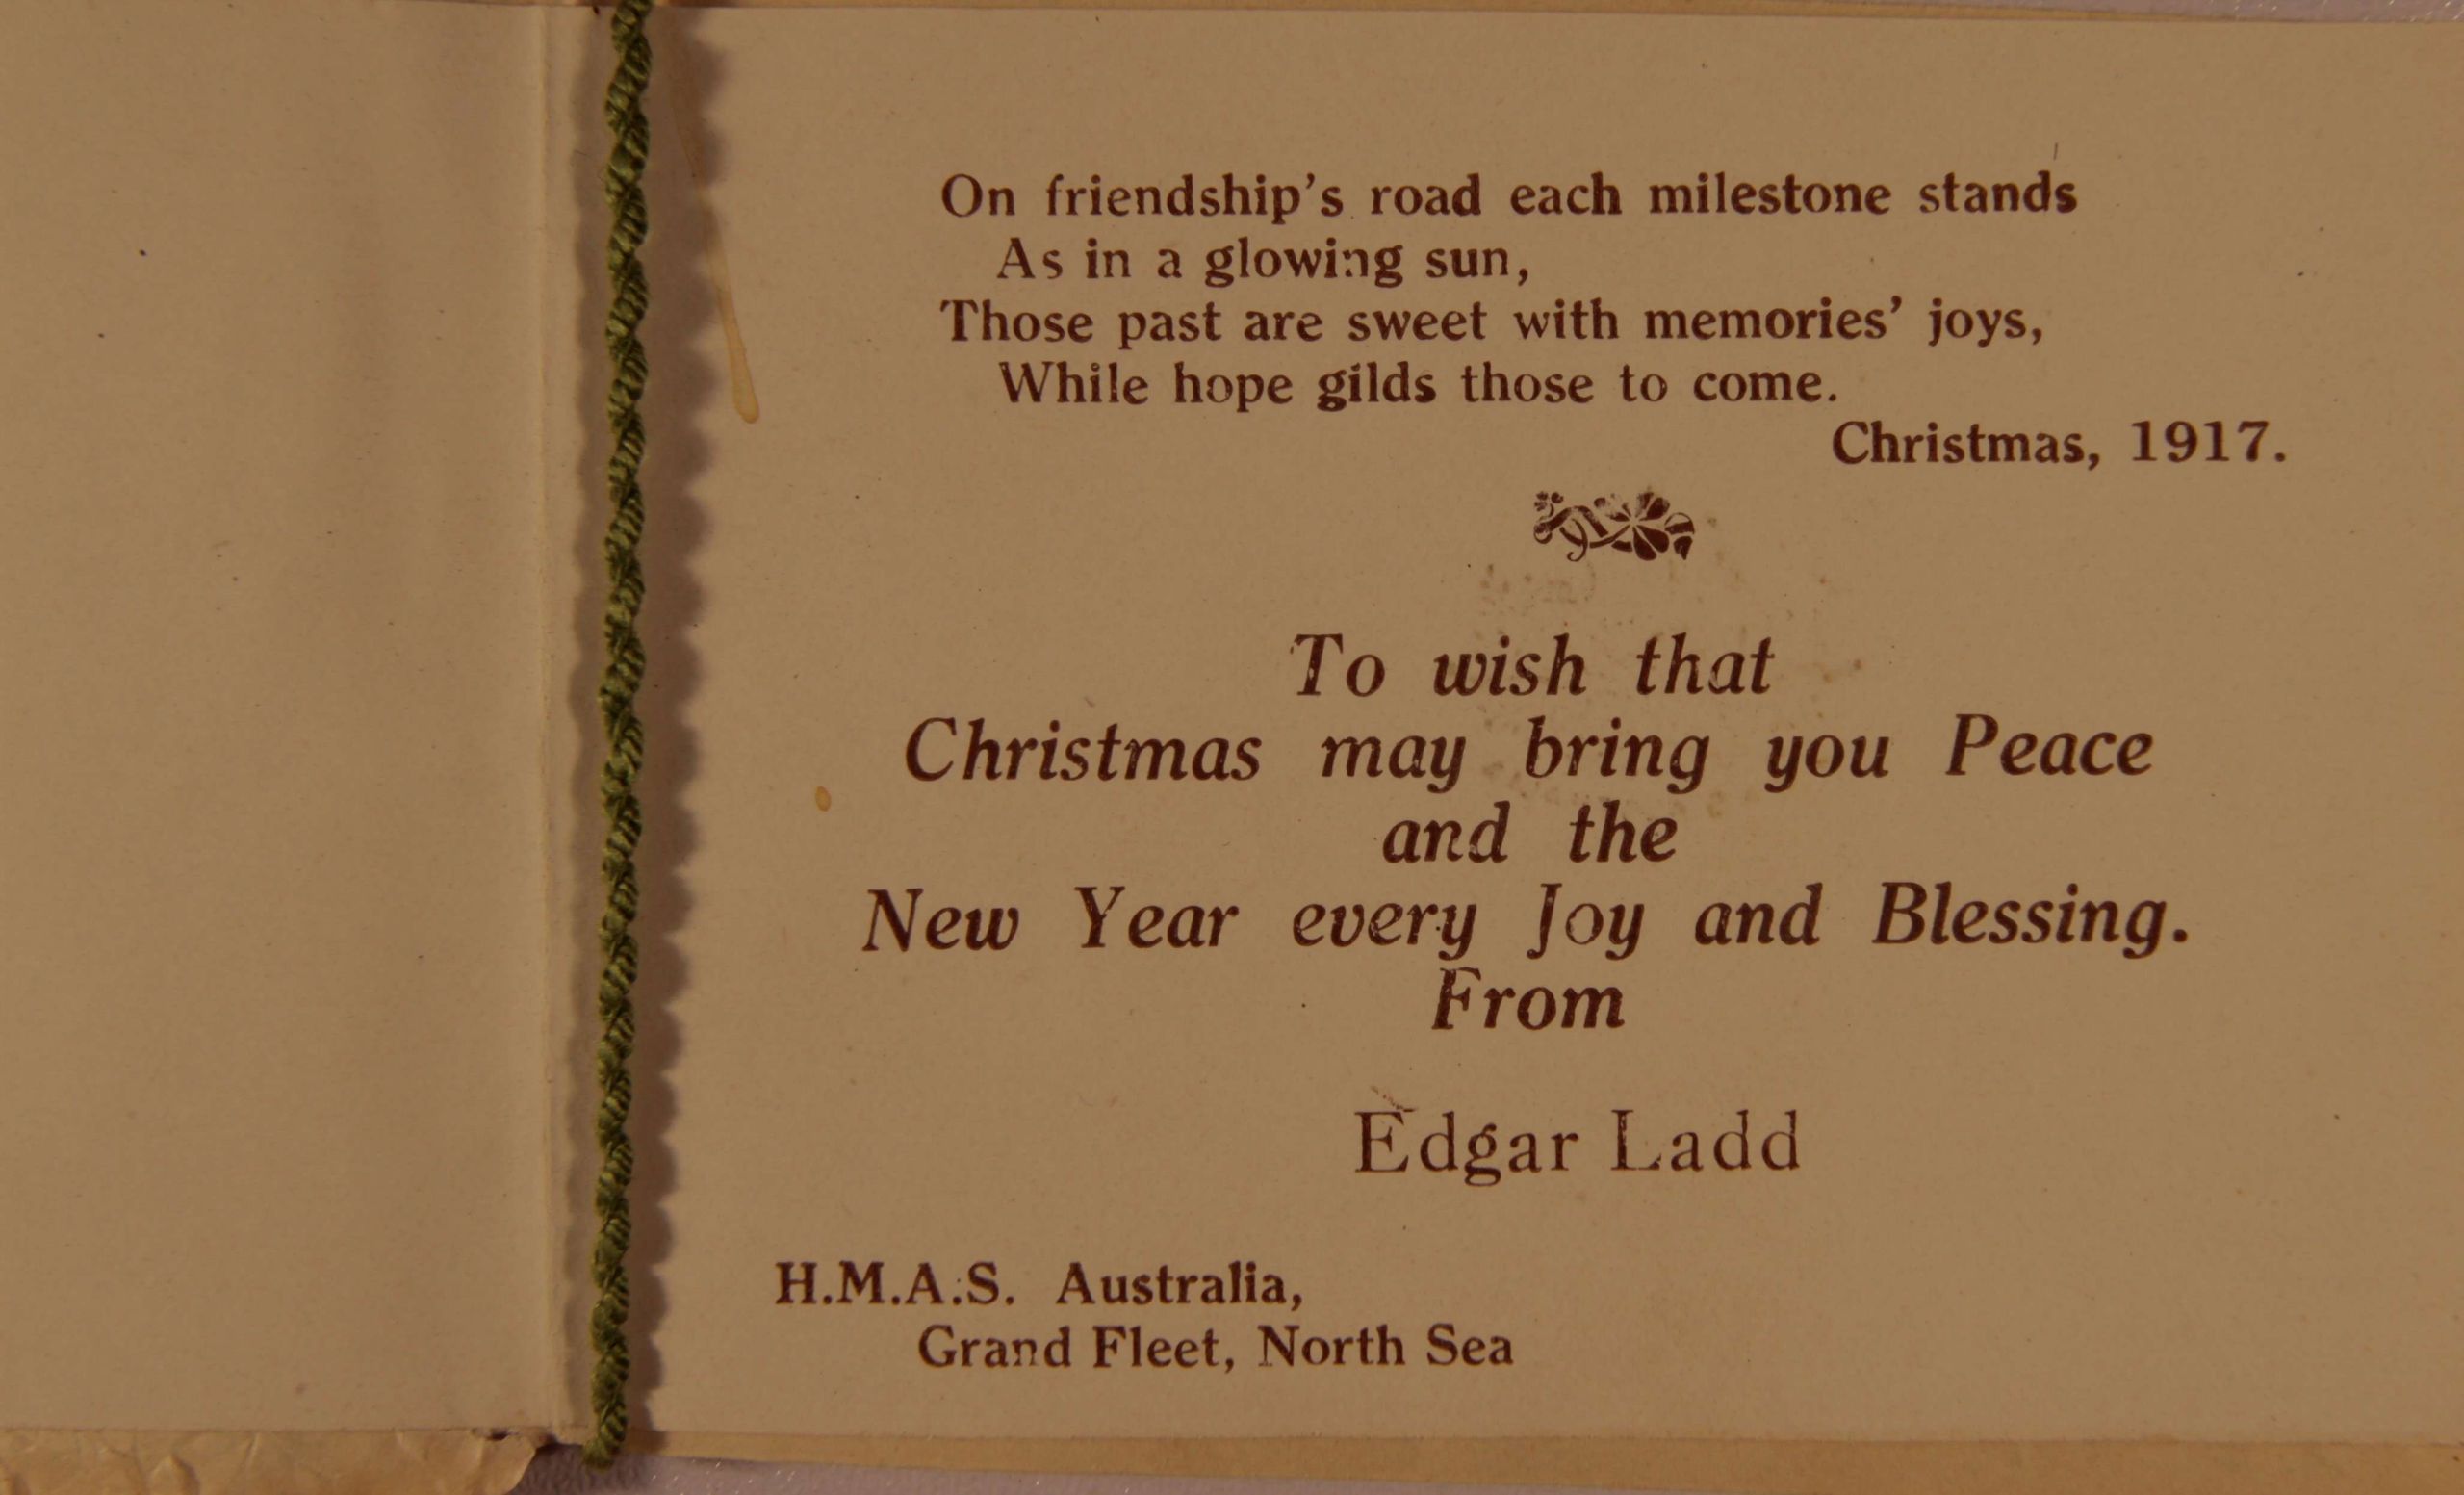 On friendship's road each milestone stands
As in a glowing sun,
Those past are sweet with memories' joys,
While hope gilds those to come.
Christmas, 1917.
To wish that
Christmas may bring you Peace
and the
New Year every Joy and Blessing.
From
Edgar Ladd
H.M.A.S. Australia,
Grand Fleet, North Sea